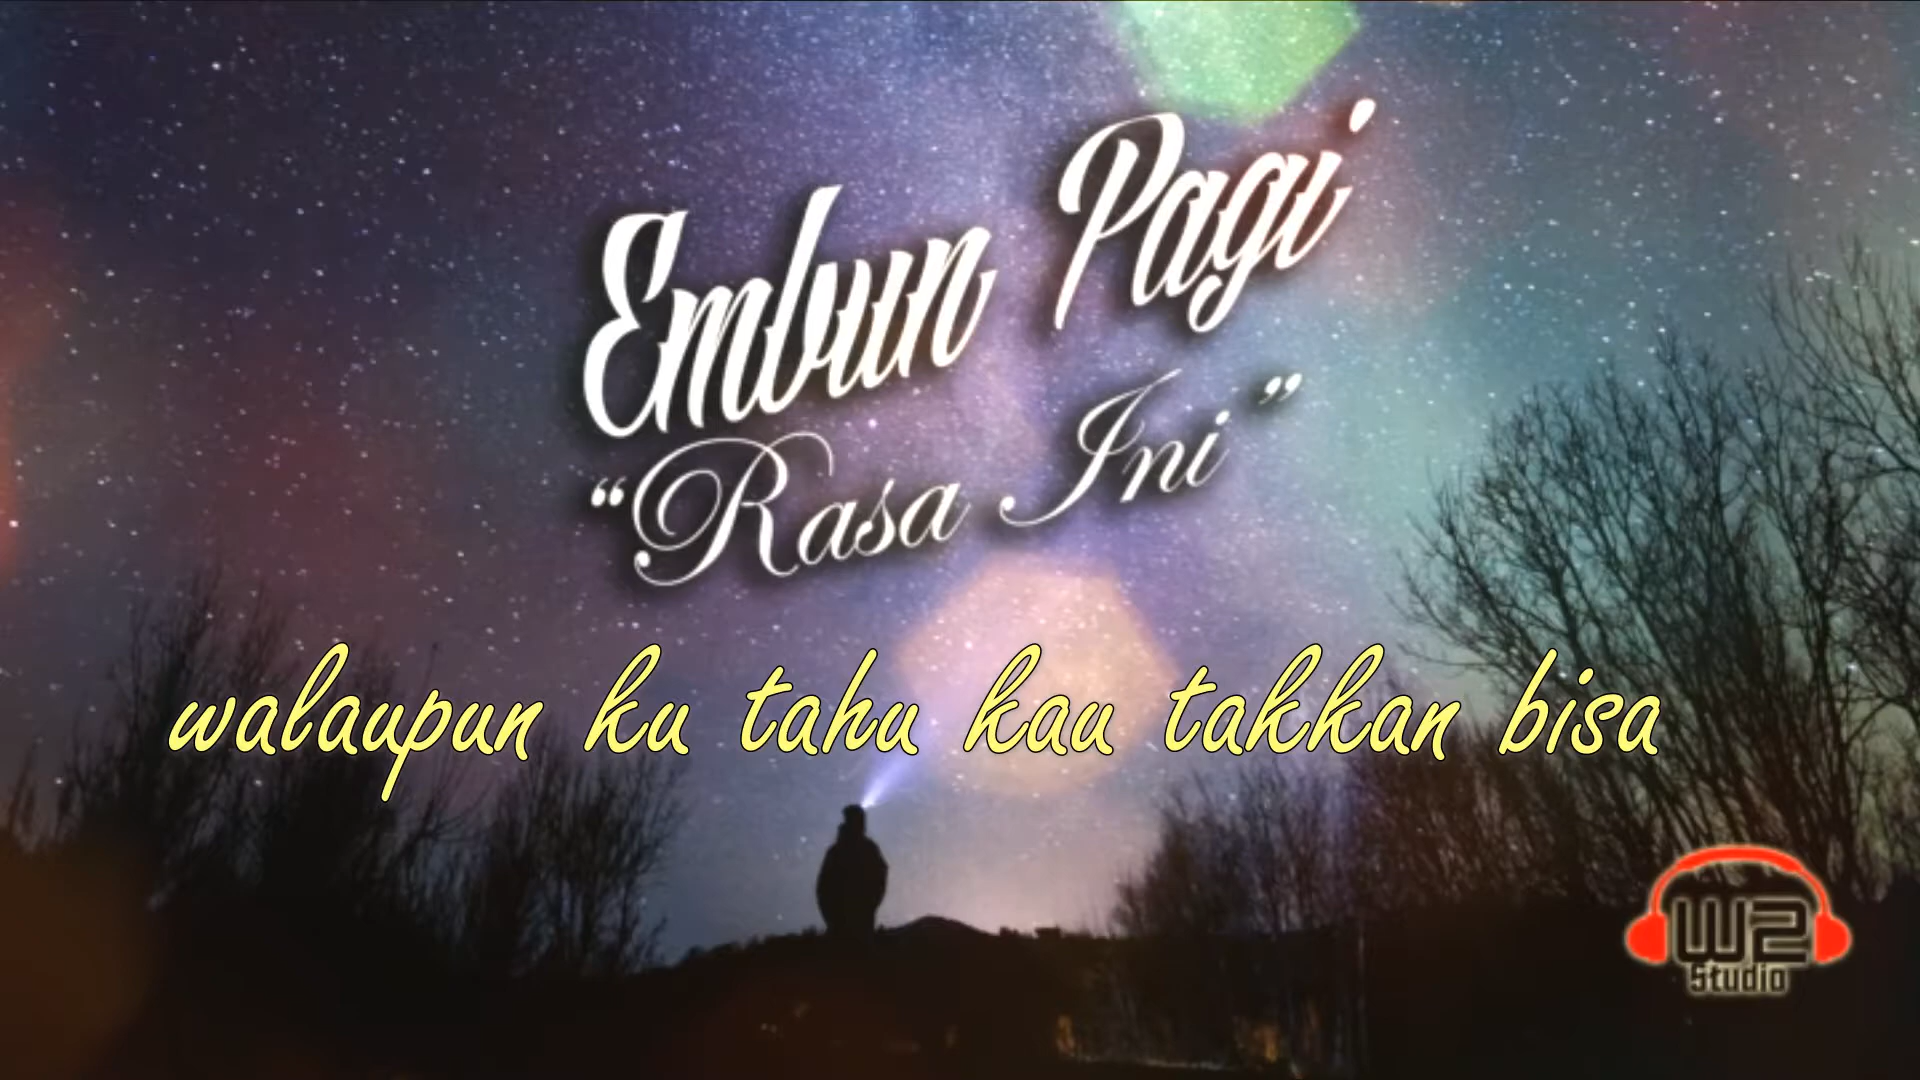 Embun Pagi
“Rasa Ini”
walaupun ku tahu kau takkan bisa
W2
Studio